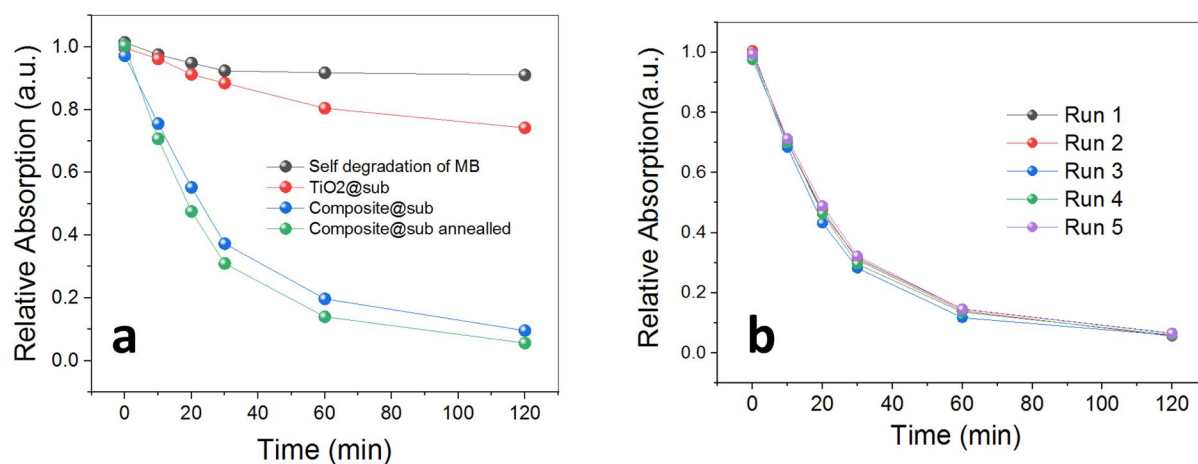 Relative Absorption (a.u.)
1.0
0.8
0.6
0.4
0.2
0.0
Self degradation of MB
TiO2@sub
Composite@sub
Composite@sub annealled
a
0 20 40 60 80 100 120
Time (min)
Relative Absorption(a.u.)
1.0
0.8
0.6
0.4
0.2
0.0
Run 1
Run 2
Run 3
Run 4
Run 5
b
0 20 40 60 80 100 120
Time (min)